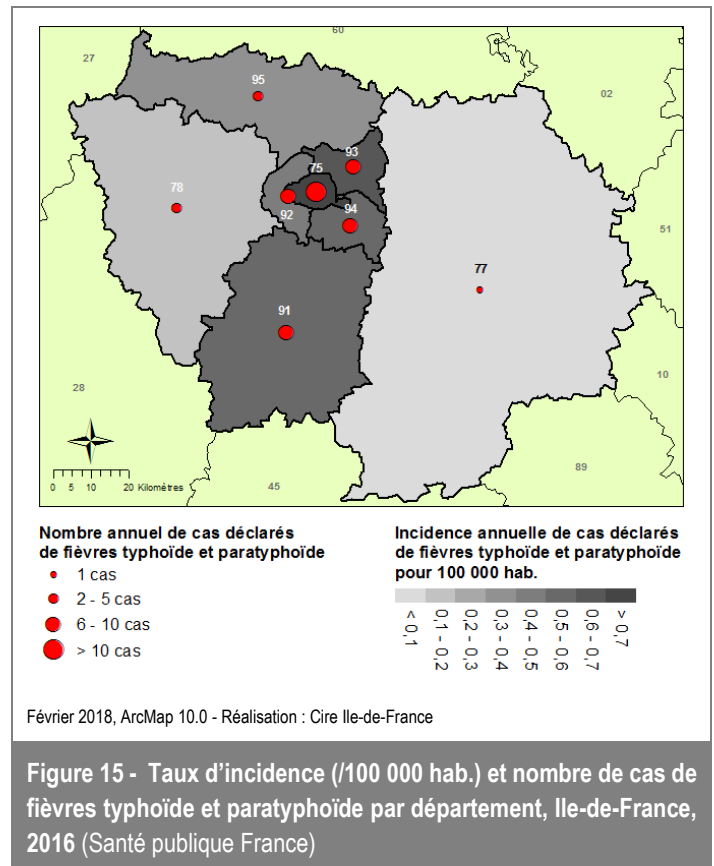 60
27
95
02
93
75
78
94
92
51
77
91
10
28
89
45
0 5 10 20 Kilomètres
Nombre annuel de cas déclarés
de fièvres typhoïde et paratyphoïde
1 cas
2 - 5 cas
6 - 10 cas
> 10 cas
Incidence annuelle de cas déclarés
de fièvres typhoïde et paratyphoïde
pour 100 000 hab.
< 0,1
0,1 - 0,2
0,2 - 0,3
0,3 - 0,4
0,4 - 0,5
0,5 - 0,6
0,6 - 0,7
> 0,7
Février 2018, ArcMap 10.0 - Réalisation : Cire Ile-de-France
Figure 15 - Taux d’incidence (/100 000 hab.) et nombre de cas de
fièvres typhoïde et paratyphoïde par département, Ile-de-France,
2016 (Santé publique France)